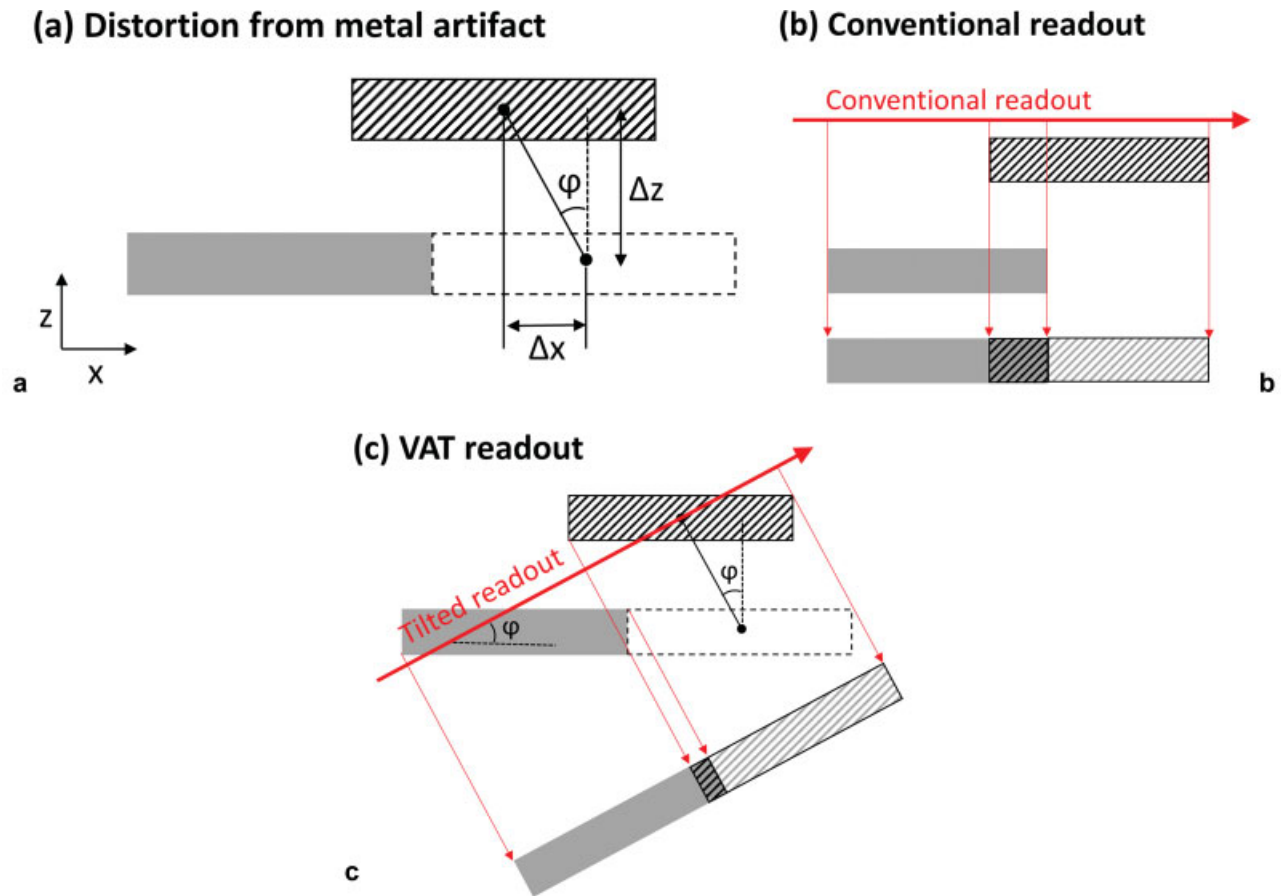 (a) Distortion from metal artifact
φ
Δz
Δx
z
x
a
(b) Conventional readout
Conventional readout
b
(c) VAT readout
Tilted readout
φ
φ
c